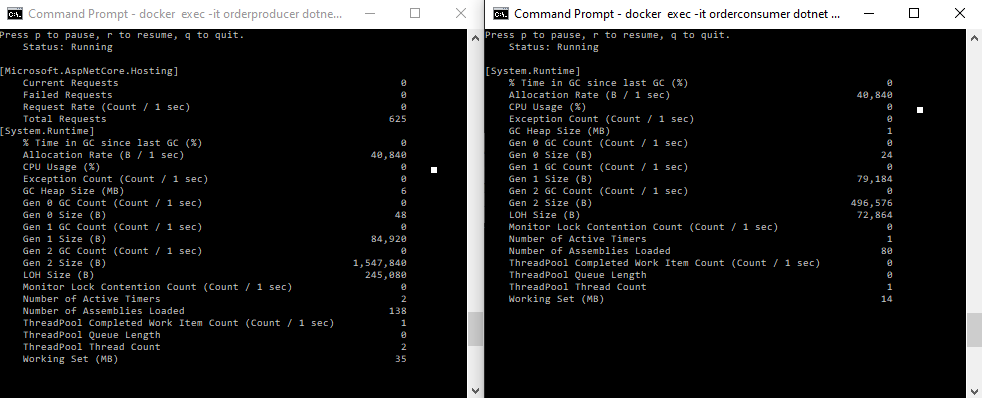 Command Prompt - docker exec -it orderproducer dotne...
Press p to pause, r to resume, q to quit.
Status: Running
[Microsoft.AspNetCore.Hosting]
Current Requests 0
Failed Requests 0
Request Rate (Count / 1 sec) 0
Total Requests 625
[System.Runtime]
% Time in GC since last GC (%) 0
Allocation Rate (B / 1 sec) 40,840
CPU Usage (%) 0
Exception Count (Count / 1 sec) 0
GC Heap Size (MB) 6
Gen 0 GC Count (Count / 1 sec) 0
Gen 0 Size (B) 48
Gen 1 GC Count (Count / 1 sec) 0
Gen 1 Size (B) 84,920
Gen 2 GC Count (Count / 1 sec) 0
Gen 2 Size (B) 1,547,840
LOH Size (B) 245,080
Monitor Lock Contention Count (Count / 1 sec) 0
Number of Active Timers 2
Number of Assemblies Loaded 138
ThreadPool Completed Work Item Count (Count / 1 sec) 1
ThreadPool Queue Length 0
ThreadPool Thread Count 2
Working Set (MB) 35
Command Prompt - docker exec -it orderconsumer dotnet ...
Press p to pause, r to resume, q to quit.
Status: Running
[System.Runtime]
% Time in GC since last GC (%) 0
Allocation Rate (B / 1 sec) 40,840
CPU Usage (%) 0
Exception Count (Count / 1 sec) 0
GC Heap Size (MB) 1
Gen 0 GC Count (Count / 1 sec) 0
Gen 0 Size (B) 24
Gen 1 GC Count (Count / 1 sec) 0
Gen 1 Size (B) 79,184
Gen 2 GC Count (Count / 1 sec) 0
Gen 2 Size (B) 496,576
LOH Size (B) 72,864
Monitor Lock Contention Count (Count / 1 sec) 0
Number of Active Timers 1
Number of Assemblies Loaded 80
ThreadPool Completed Work Item Count (Count / 1 sec) 0
ThreadPool Queue Length 0
ThreadPool Thread Count 1
Working Set (MB) 14